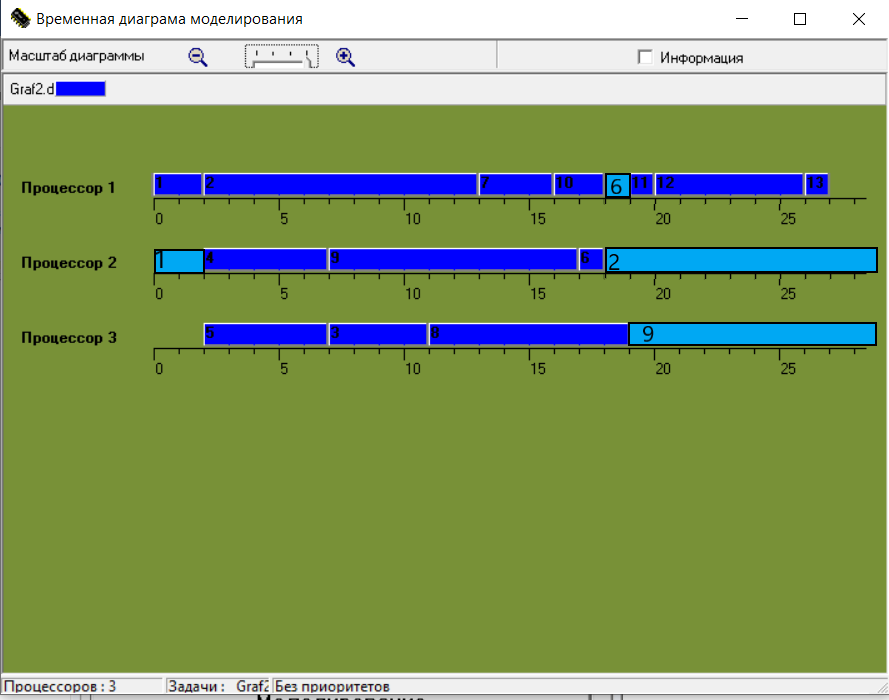 Временная диаграма моделирования
Масштаб диаграммы Информация
Graf2.d
Процессор 1 1 2 7 10 6 11 12 13
0 5 10 15 20 25
Процессор 2 1 4 9 6 2
0 5 10 15 20 25
Процессор 3 5 3 8 9
0 5 10 15 20 25
Процессоров : 3 Задачи : Graf2 Без приоритетов